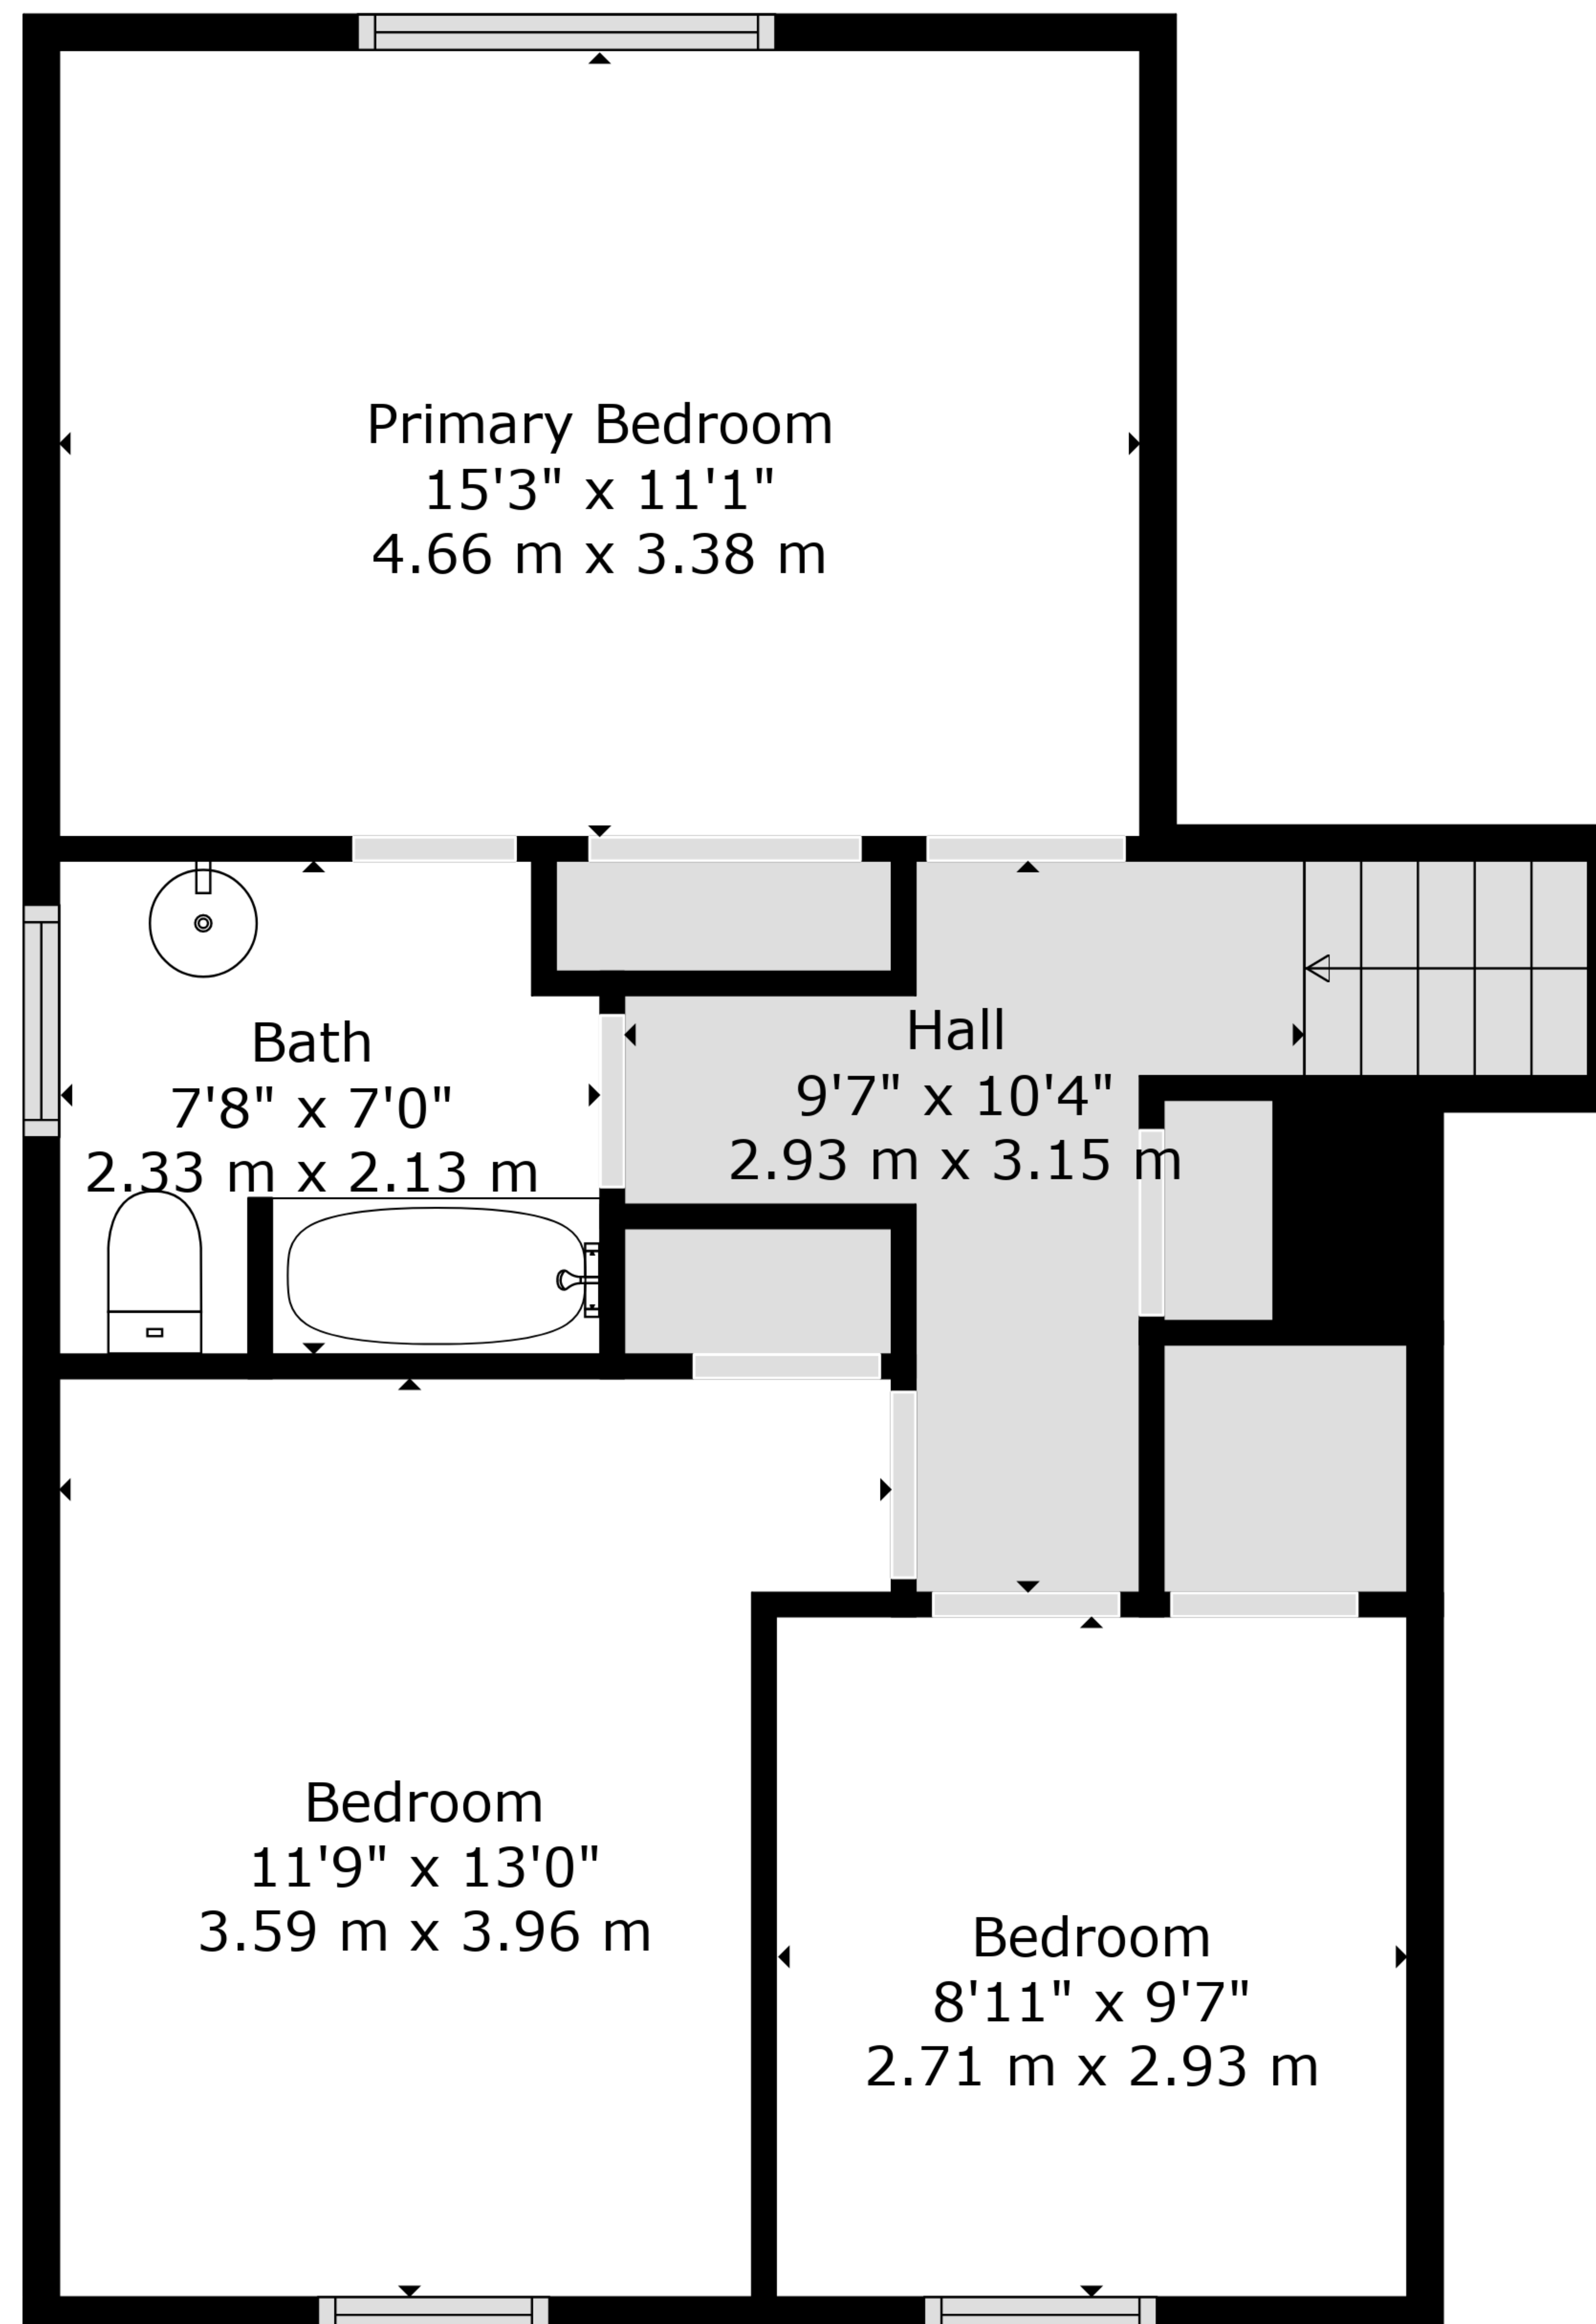 Primary Bedroom
15'3" x 11'1"
4.66 m x 3.38 m
Bath
7'8" x 7'0"
2.33 m x 2.13 m
Hall
9'7" x 10'4"
2.93 m x 3.15 m
Bedroom
11'9" x 13'0"
3.59 m x 3.96 m
Bedroom
8'11" x 9'7"
2.71 m x 2.93 m